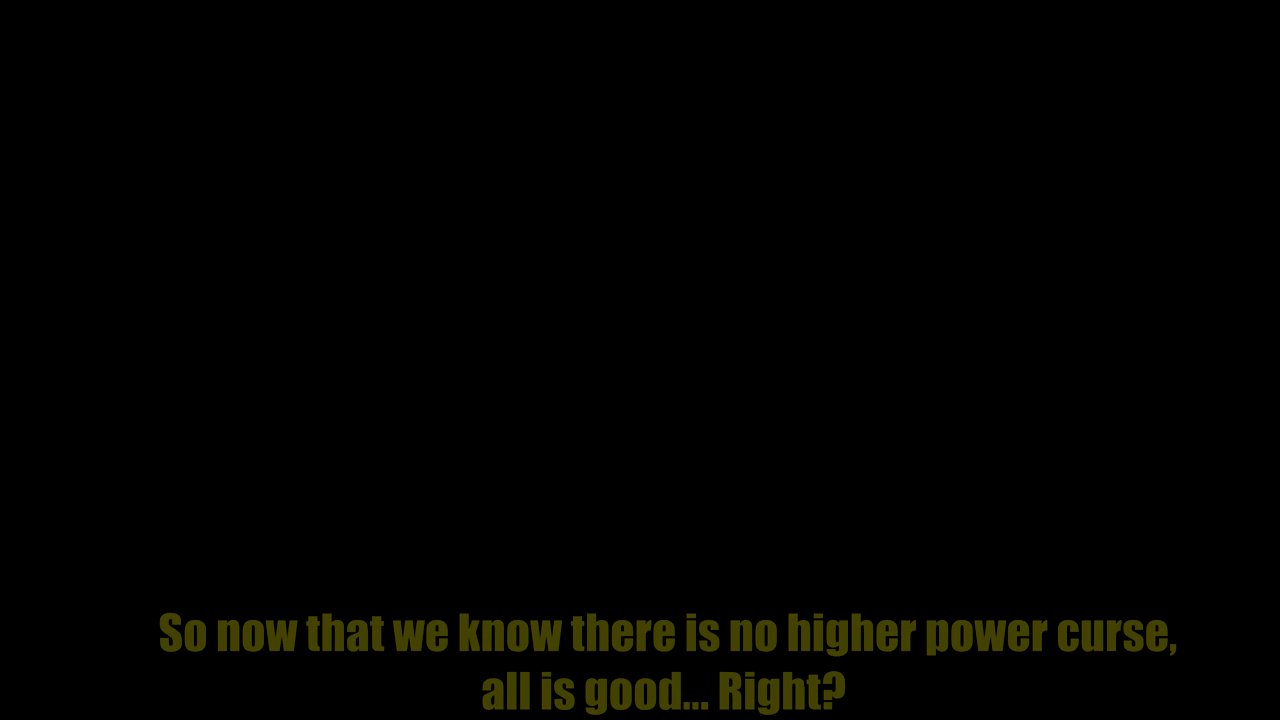 So now that we know there is no higher power curse,
all is good... Right?